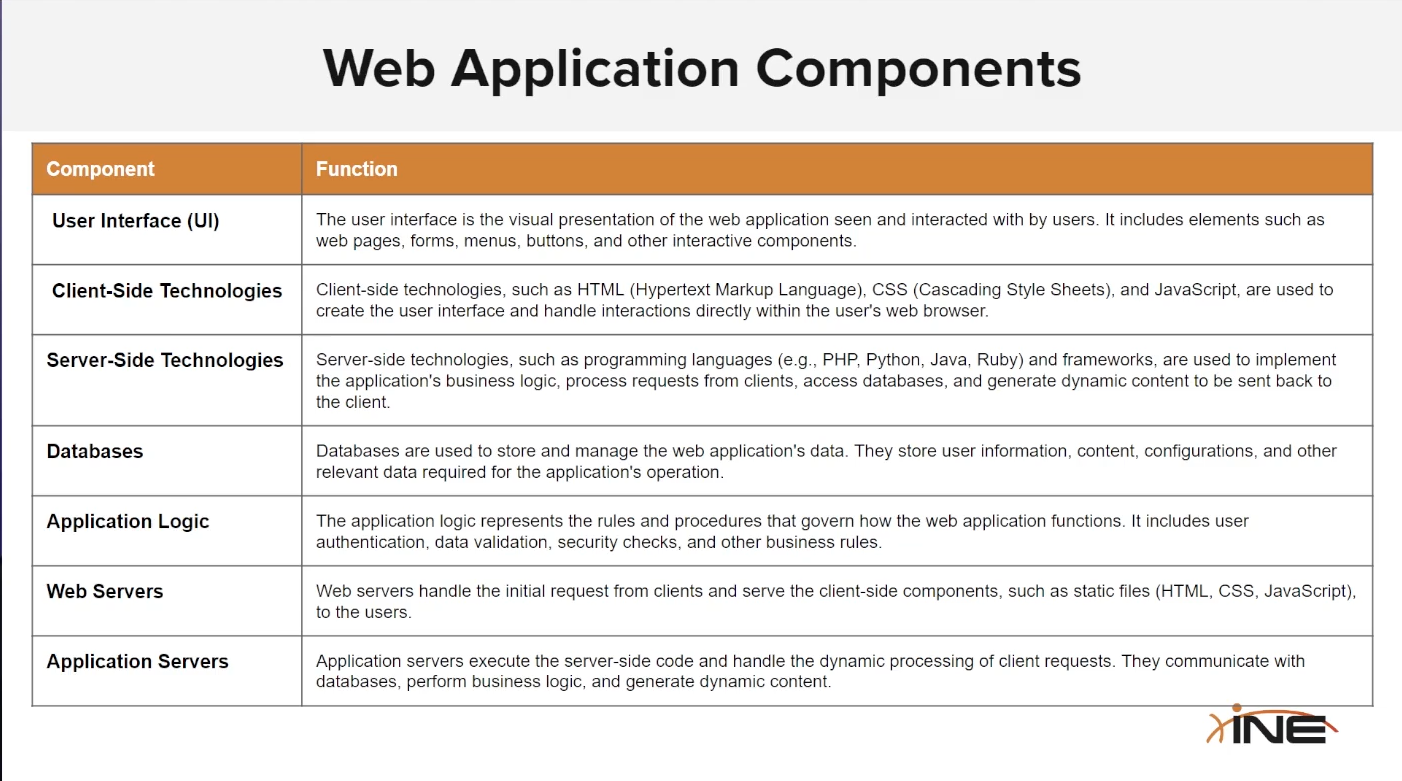 Web Application Components
Component
Function
User Interface (UI)
The user interface is the visual presentation of the web application seen and interacted with by users. It includes elements such as
web pages, forms, menus, buttons, and other interactive components.
Client-Side Technologies
Client-side technologies, such as HTML (Hypertext Markup Language), CSS (Cascading Style Sheets), and JavaScript, are used to
create the user interface and handle interactions directly within the user's web browser.
Server-Side Technologies
Server-side technologies, such as programming languages (e.g., PHP, Python, Java, Ruby) and frameworks, are used to implement
the application's business logic, process requests from clients, access databases, and generate dynamic content to be sent back to
the client.
Databases
Databases are used to store and manage the web application's data. They store user information, content, configurations, and other
relevant data required for the application's operation.
Application Logic
The application logic represents the rules and procedures that govern how the web application functions. It includes user
authentication, data validation, security checks, and other business rules.
Web Servers
Web servers handle the initial request from clients and serve the client-side components, such as static files (HTML, CSS, JavaScript),
to the users.
Application Servers
Application servers execute the server-side code and handle the dynamic processing of client requests. They communicate with
databases, perform business logic, and generate dynamic content.
INE